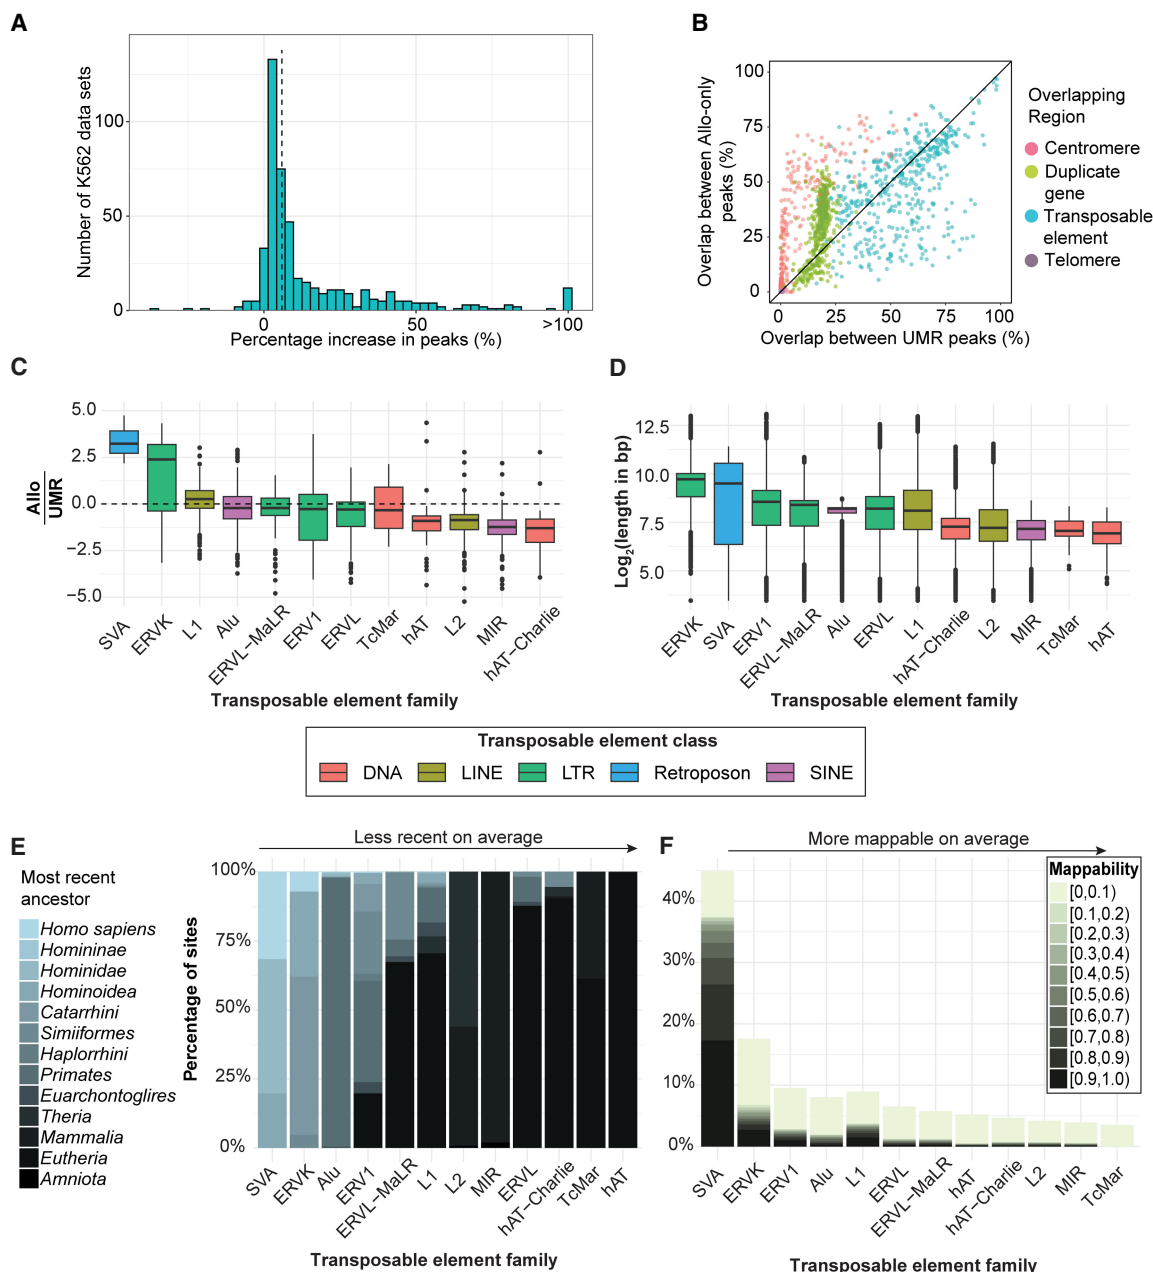 A
Number of K562 data sets
100
50
0
0
50
>100
Percentage increase in peaks (%)
B
Overlap between Allo-only
peaks (%)
100
75
50
25
0
0
25
50
75
100
Overlap between UMR peaks (%)
Overlapping
Region
Centromere
Duplicate
gene
Transposable
element
Telomere
C
Allo
UMR
5.0
2.5
0.0
−2.5
−5.0
SVA
ERVK
L1
Alu
ERVL−MaLR
ERV1
ERVL
TcMar
hAT
L2
MIR
hAT−Charlie
Transposable element family
D
Log2(length in bp)
12.5
10.0
7.5
5.0
ERVK
SVA
ERV1
ERVL−MaLR
Alu
ERVL
L1
hAT−Charlie
L2
MIR
TcMar
hAT
Transposable element family
Transposable element class
DNA
LINE
LTR
Retroposon
SINE
E
Less recent on average
Most recent
ancestor
Homo sapiens
Homininae
Hominidae
Hominoidea
Catarrhini
Simiiformes
Haplorrhini
Primates
Euarchontoglires
Theria
Mammalia
Eutheria
Amniota
Percentage of sites
100%
75%
50%
25%
0%
SVA
ERVK
Alu
ERV1
ERVL−MaLR
L1
L2
MIR
ERVL
hAT−Charlie
TcMar
hAT
Transposable element family
F
More mappable on average
40%
30%
20%
10%
0%
Mappability
[0,0.1)
[0.1,0.2)
[0.2,0.3)
[0.3,0.4)
[0.4,0.5)
[0.5,0.6)
[0.6,0.7)
[0.7,0.8)
[0.8,0.9)
[0.9,1.0)
SVA
ERVK
ERV1
Alu
L1
ERVL
ERVL−MaLR
hAT
hAT−Charlie
L2
MIR
TcMar
Transposable element family